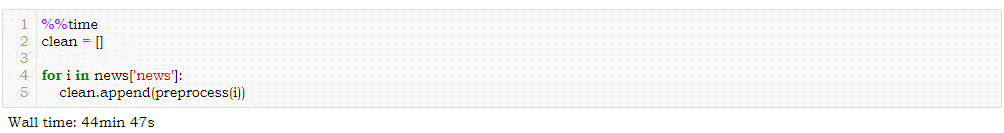 1 %%time
2 clean = []
3
4 for i in news['news']:
5     clean.append(preprocess(i))
Wall time: 44min 47s